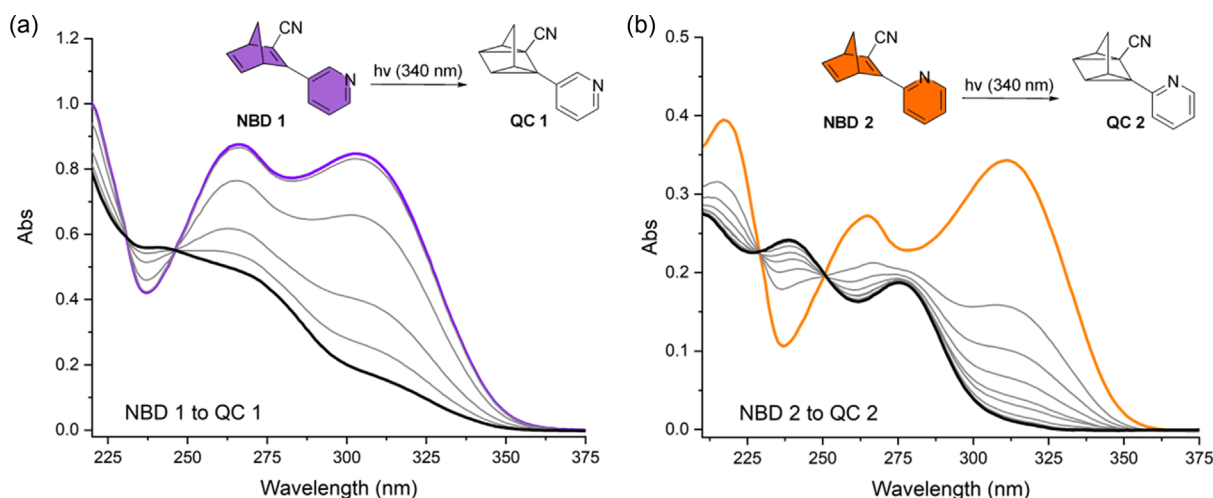 (a)
1.2
1.0
0.8
0.6
0.4
0.2
0.0
Abs
225 250 275 300 325 350 375
Wavelength (nm)
CN
N
NBD 1
hv (340 nm)
CN
N
QC 1
NBD 1 to QC 1
(b)
0.5
0.4
0.3
0.2
0.1
0.0
Abs
225 250 275 300 325 350 375
Wavelength (nm)
CN
N
NBD 2
hv (340 nm)
CN
N
QC 2
NBD 2 to QC 2